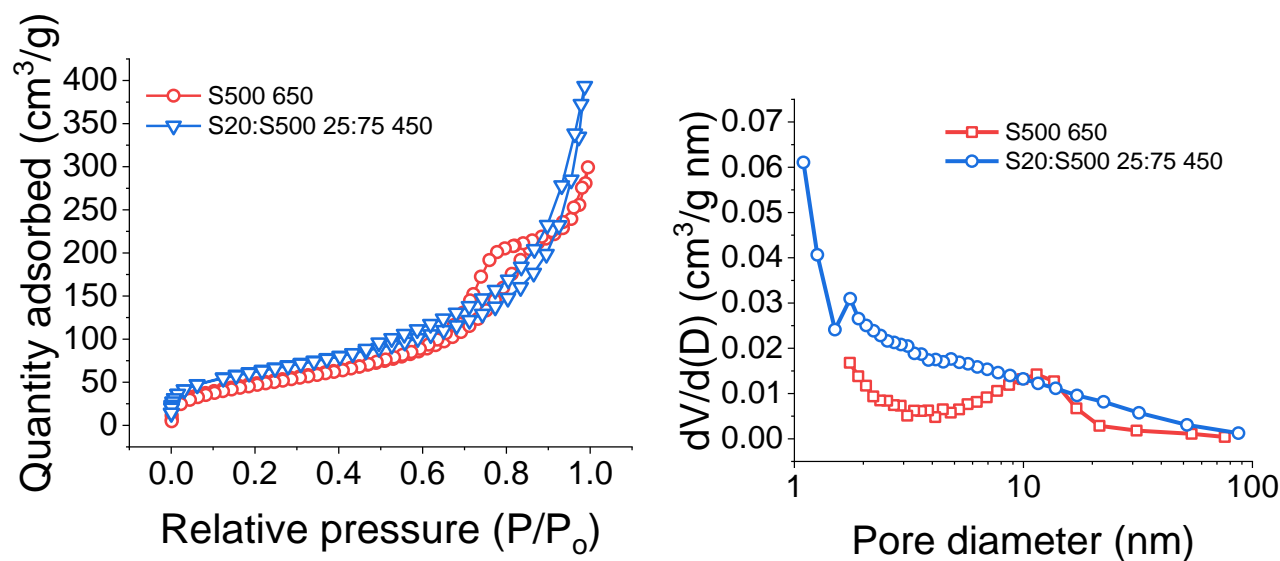 Quantity adsorbed (cm³/g)
400
350
300
250
200
150
100
50
0
S500 650
S20:S500 25:75 450
0.0 0.2 0.4 0.6 0.8 1.0
Relative pressure (P/Pₒ)
dV/d(D) (cm³/g nm)
0.07
0.06
0.05
0.04
0.03
0.02
0.01
0.00
S500 650
S20:S500 25:75 450
1 10 100
Pore diameter (nm)